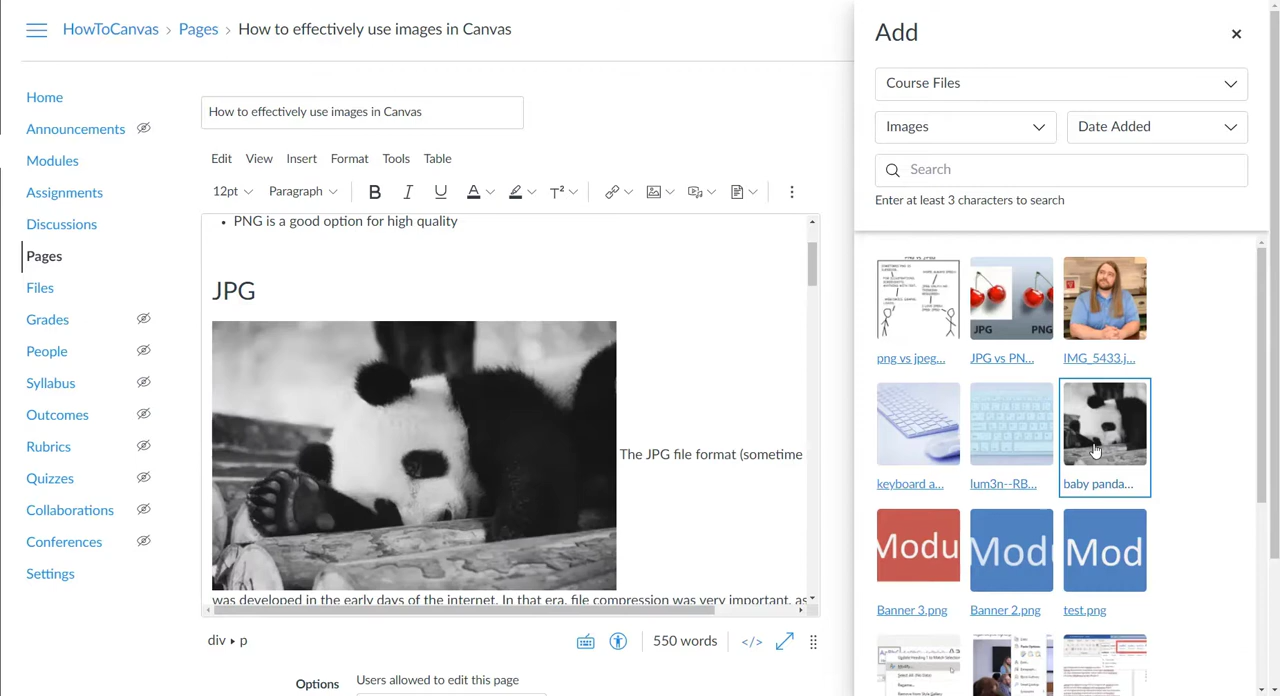 HowToCanvas › Pages › How to effectively use images in Canvas
Home
Announcements
Modules
Assignments
Discussions
Pages
Files
Grades
People
Syllabus
Outcomes
Rubrics
Quizzes
Collaborations
Conferences
Settings
How to effectively use images in Canvas
Edit View Insert Format Tools Table
12pt Paragraph B I U A T²
• PNG is a good option for high quality
JPG
The JPG file format (sometime
was developed in the early days of the internet. In that era, file compression was very important, as
div ▸ p
550 words </>
Users allowed to edit this page
Add
Course Files
Images
Date Added
Search
Enter at least 3 characters to search
JPG PNG
png vs jpeg...
JPG vs PN...
IMG_5433.j...
keyboard a...
lum3n--RB...
baby panda...
Modu
Mod
Mod
Banner 3.png
Banner 2.png
test.png